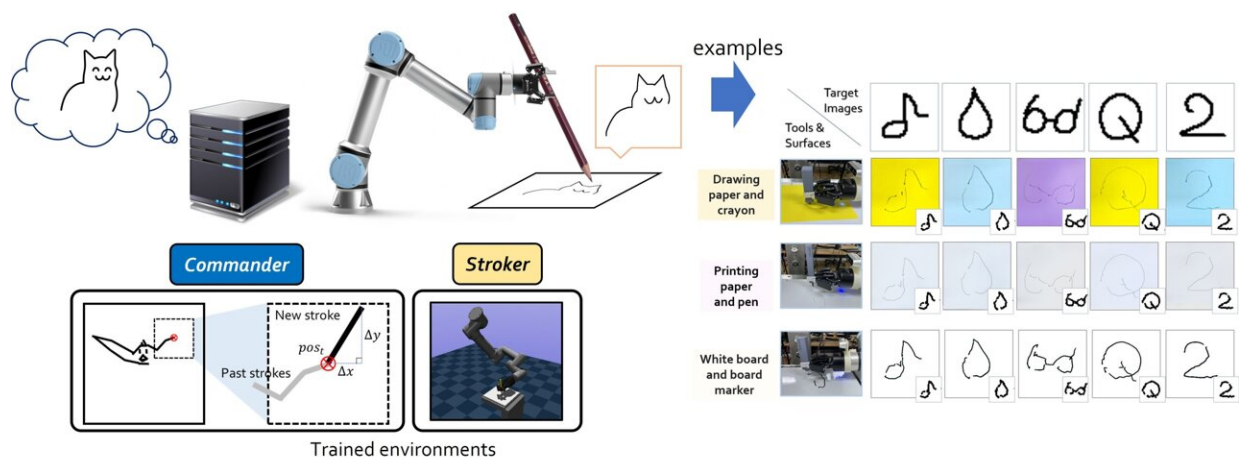 examples
Target
Images
Tools &
Surfaces
Drawing
paper and
crayon
Printing
paper
and pen
White board
and board
marker
Commander
Stroker
New stroke
pos_t
Δy
Δx
Past strokes
Trained environments